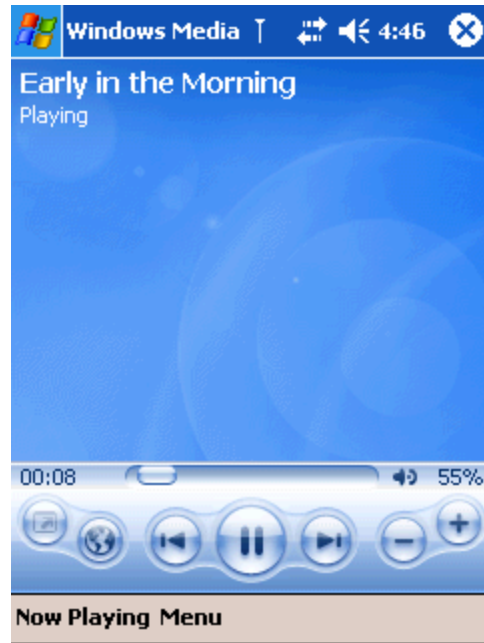 Windows Media 4:46
Early in the Morning
Playing
00:08 55%
Now Playing Menu